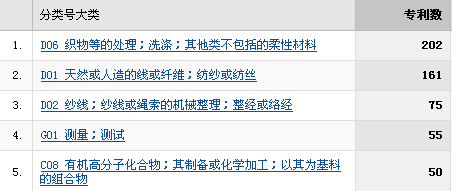 分类号大类 专利数
1. D06 织物等的处理；洗涤；其他类不包括的柔性材料 202
2. D01 天然或人造的线或纤维；纺纱或纺丝 161
3. D02 纱线；纱线或绳索的机械整理；整经或络经 75
4. G01 测量；测试 55
5. C08 有机高分子化合物；其制备或化学加工；以其为基料 50
的组合物